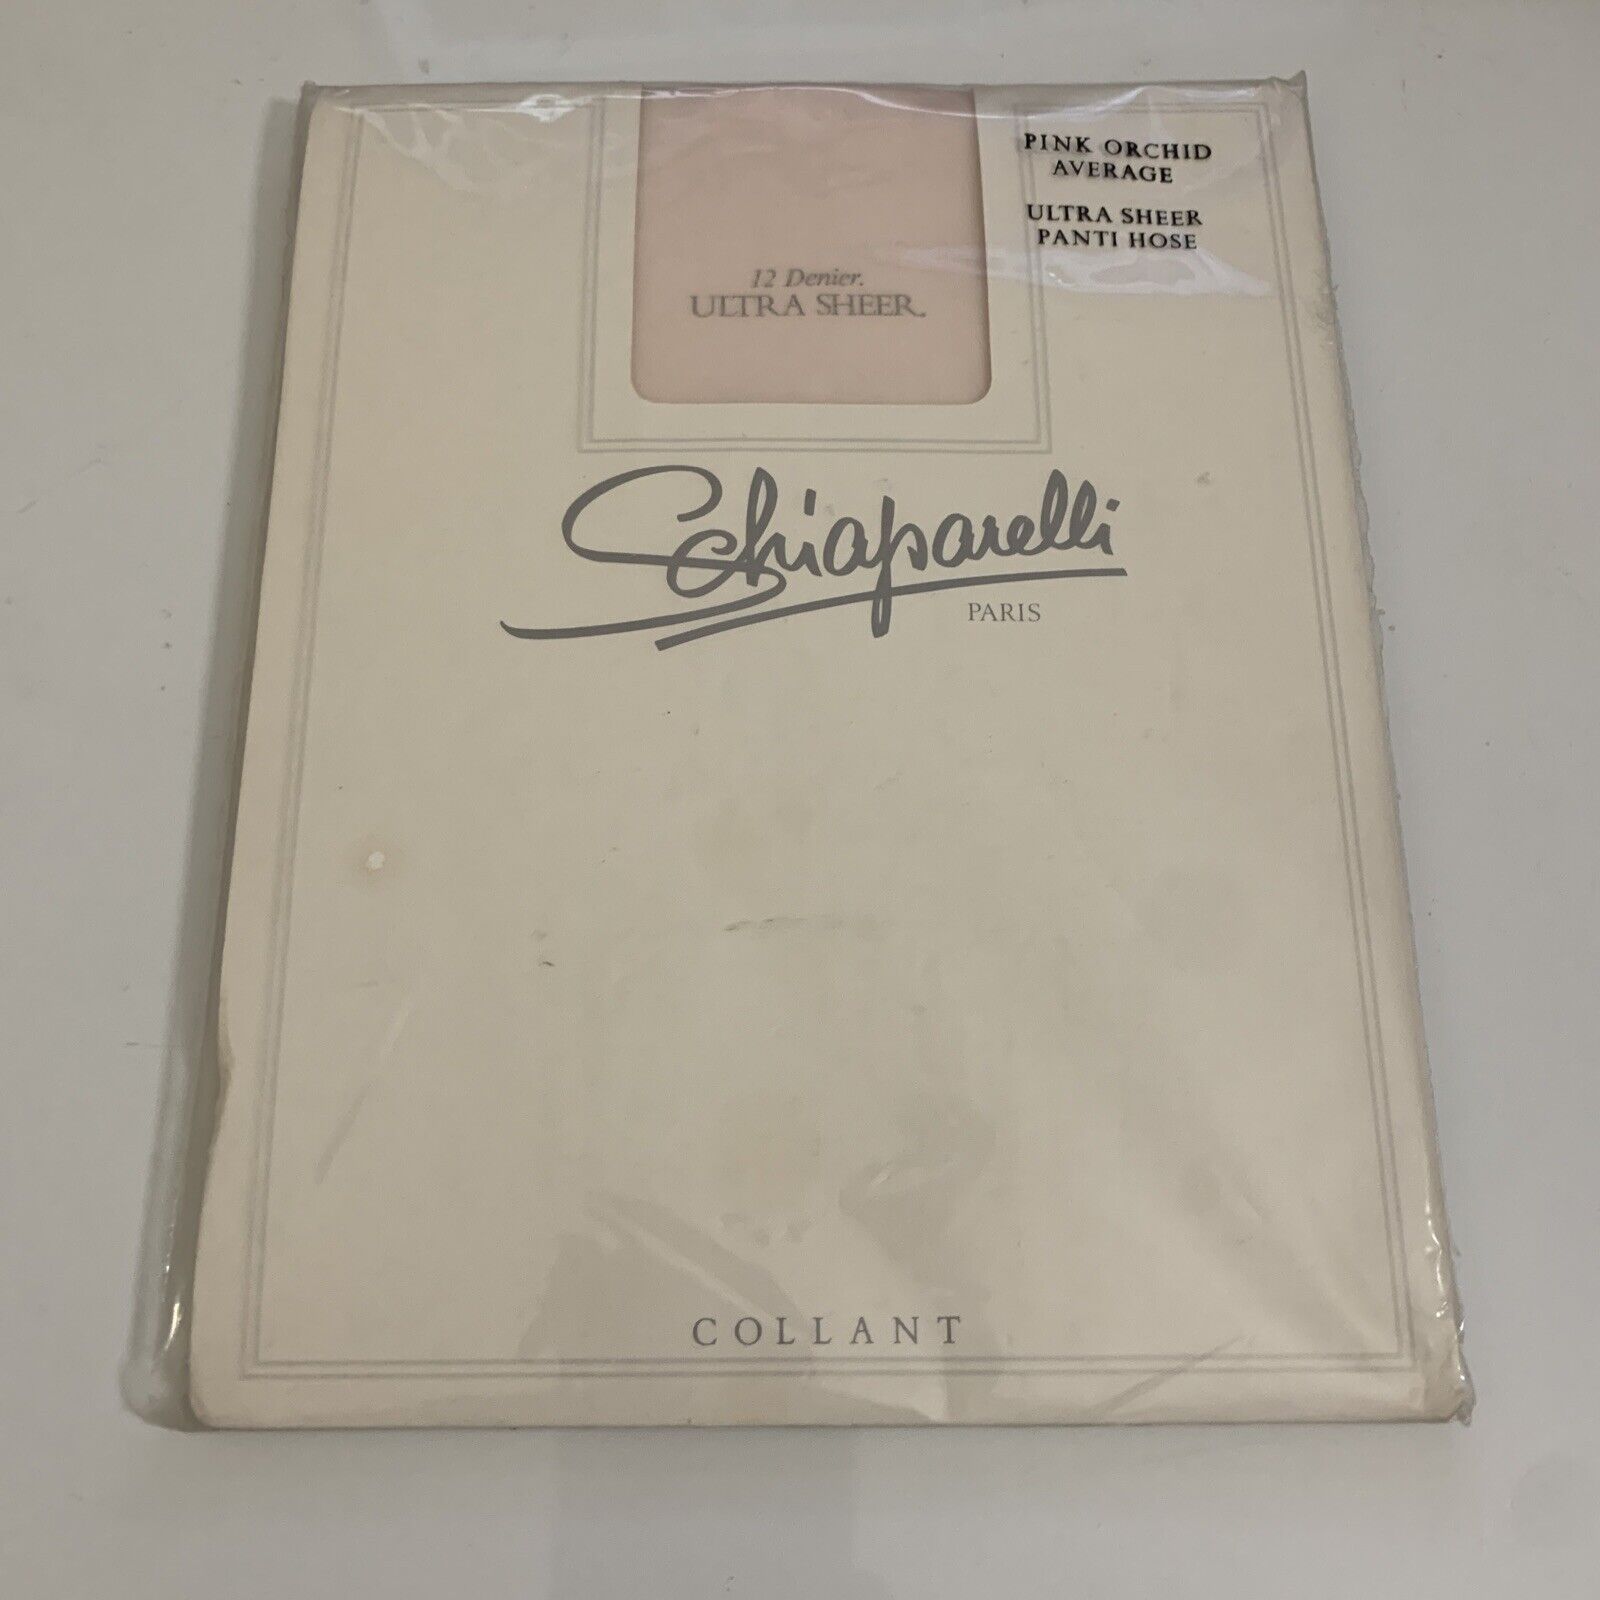 PINK ORCHID
AVERAGE
ULTRA SHEER
PANTI HOSE
12 Denier.
ULTRA SHEER.
Schiaparelli
PARIS
COLLANT